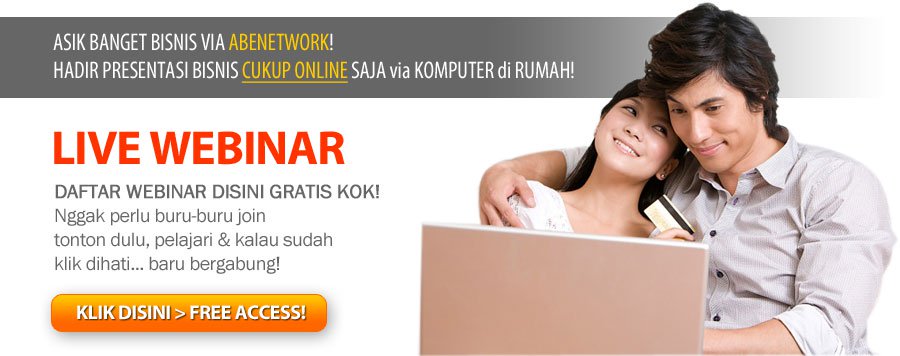 ASIK BANGET BISNIS VIA ABENETWORK!
HADIR PRESENTASI BISNIS CUKUP ONLINE SAJA via KOMPUTER di RUMAH!
LIVE WEBINAR
DAFTAR WEBINAR DISINI GRATIS KOK!
Nggak perlu buru-buru join
tonton dulu, pelajari & kalau sudah
klik dihati... baru bergabung!
KLIK DISINI > FREE ACCESS!